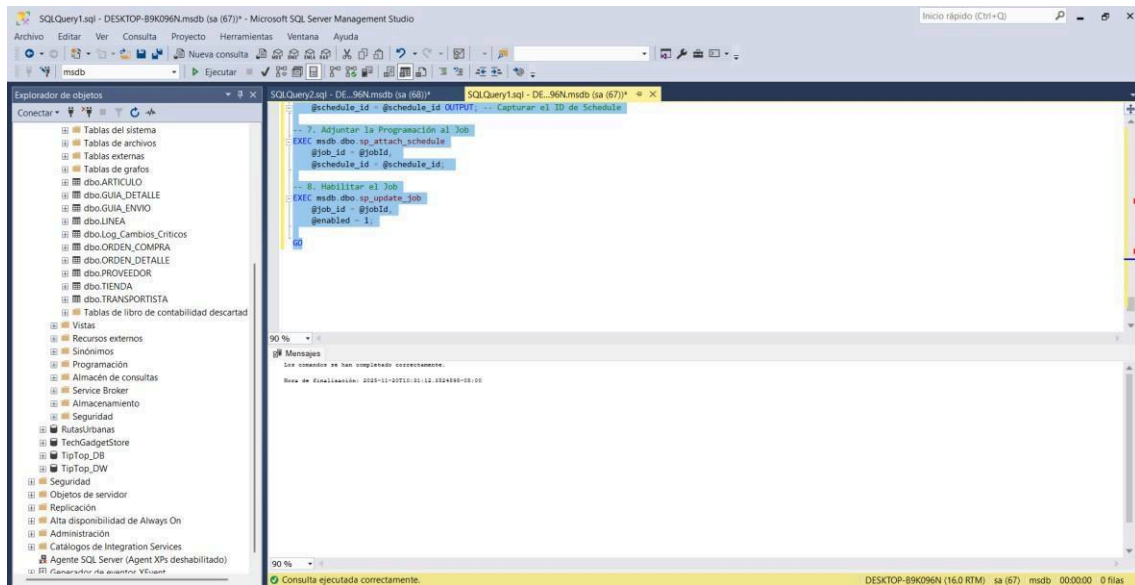 SQLQuery1.sql - DESKTOP-B9K096N.msdb (sa (67))* - Microsoft SQL Server Management Studio
Inicio rápido (Ctrl+Q)
Archivo Editar Ver Consulta Proyecto Herramientas Ventana Ayuda
Nueva consulta
msdb
Ejecutar
Explorador de objetos
Conectar
Tablas del sistema
Tablas de archivos
Tablas externas
Tablas de grafos
dbo.ARTICULO
dbo.GUIA_DETALLE
dbo.GUIA_ENVIO
dbo.LINEA
dbo.Log_Cambios_Criticos
dbo.ORDEN_COMPRA
dbo.ORDEN_DETALLE
dbo.PROVEEDOR
dbo.TIENDA
dbo.TRANSPORTISTA
Tablas de libro de contabilidad descartad
Vistas
Recursos externos
Sinónimos
Programación
Almacén de consultas
Service Broker
Almacenamiento
Seguridad
RutasUrbanas
TechGadgetStore
TipTop_DB
TipTop_DW
Seguridad
Objetos de servidor
Replicación
Alta disponibilidad de Always On
Administración
Catálogos de Integration Services
Agente SQL Server (Agent XPs deshabilitado)
Generador de eventos XEvent
SQLQuery2.sql - DE...96N.msdb (sa (68))*
SQLQuery1.sql - DE...96N.msdb (sa (67))*
@schedule_id = @schedule_id OUTPUT; -- Capturar el ID de Schedule
-- 7. Adjuntar la Programación al Job
EXEC msdb.dbo.sp_attach_schedule
@job_id = @jobId,
@schedule_id = @schedule_id;
-- 8. Habilitar el Job
EXEC msdb.dbo.sp_update_job
@job_id = @jobId,
@enabled = 1;
GO
90 %
Mensajes
Los comandos se han completado correctamente.
Hora de finalización:
90 %
Consulta ejecutada correctamente.
DESKTOP-B9K096N (16.0 RTM) sa (67) msdb 00:00:00 0 filas